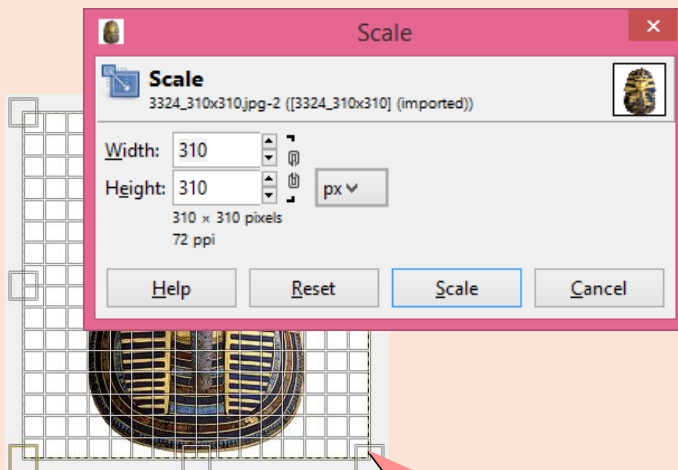 Scale
Scale
3324_310x310.jpg-2 ([3324_310x310] (imported))
Width: 310
Height: 310 px
310 × 310 pixels
72 ppi
Help Reset Scale Cancel